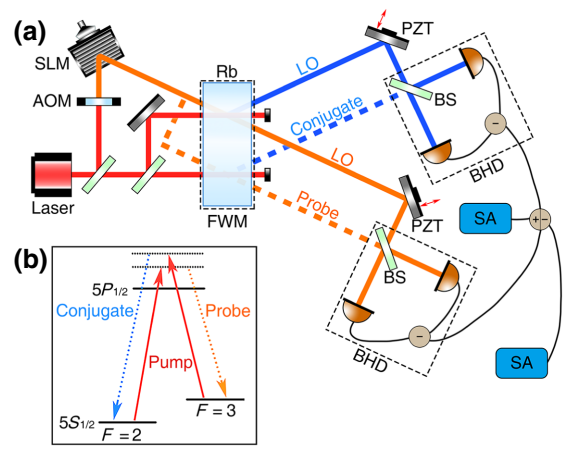 (a)
SLM
AOM
Laser
Rb
FWM
LO
Conjugate
PZT
BS
BHD
LO
Probe
PZT
BS
BHD
−
−
+−
SA
SA
(b)
5P1/2
Conjugate
Probe
Pump
5S1/2
F = 2
F = 3